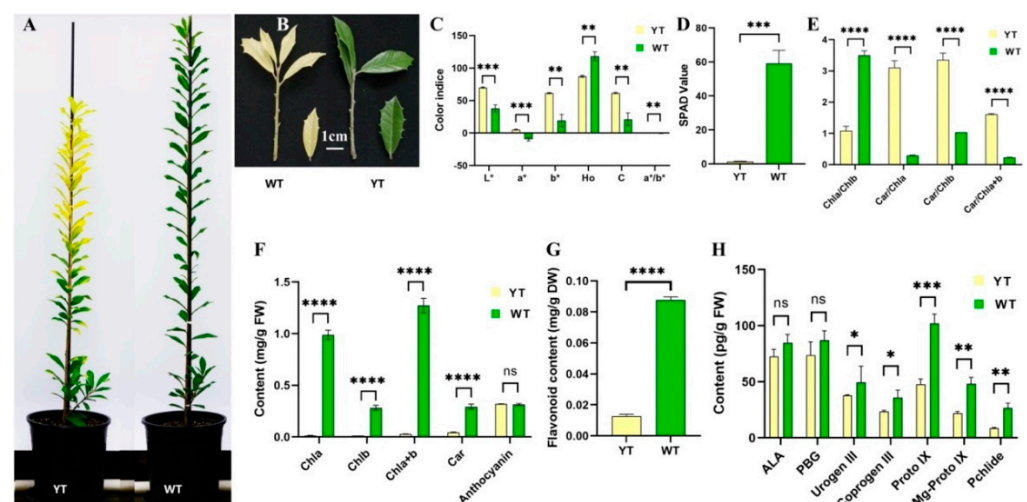 A
YT
WT
B
1cm
WT
YT
C
Color indice
150
100
50
0
-50
***
***
**
**
**
**
YT
WT
L*
a*
b*
Ho
C
a*/b*
D
SPAD Value
80
60
40
20
0
***
YT
WT
E
4
3
2
1
0
****
****
****
****
YT
WT
Chla/Chlb
Car/Chla
Car/Chlb
Car/Chla+b
F
Content (mg/g FW)
1.5
1.0
0.5
0.0
****
****
****
****
ns
YT
WT
Chla
Chlb
Chla+b
Car
Anthocyanin
G
Flavonoid content (mg/g DW)
0.10
0.08
0.06
0.04
0.02
0.00
****
YT
WT
H
Content (pg/g FW)
150
100
50
0
ns
ns
*
*
***
**
**
YT
WT
ALA
PBG
Urogen III
Coprogen III
Proto IX
Mg-Proto IX
Pchlide